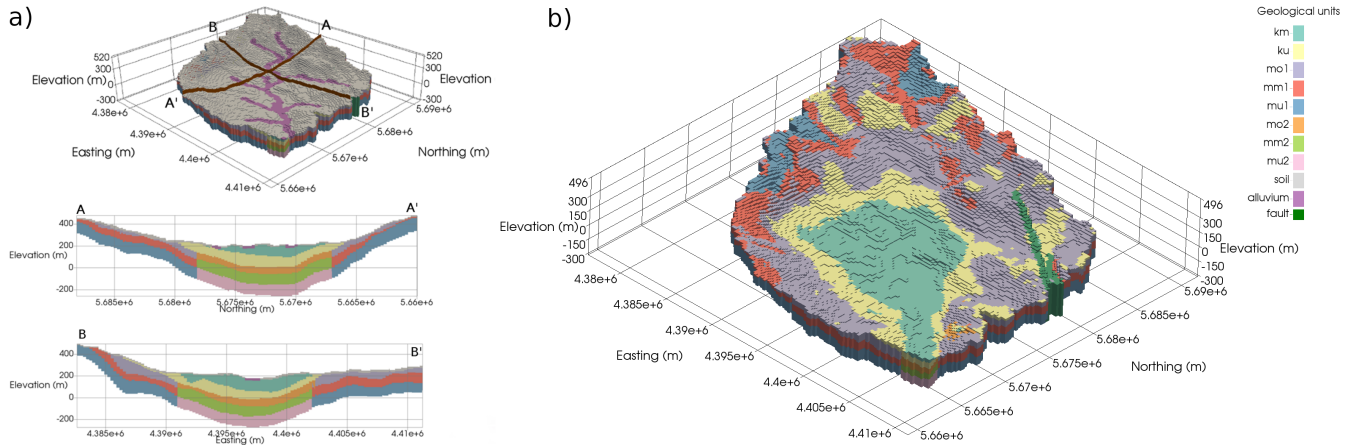 a)
B
A
A'
B'
520
300
0
-300
Elevation (m)
520
300
0
-300
Elevation
4.38e+6
4.39e+6
4.4e+6
4.41e+6
Easting (m)
5.69e+6
5.68e+6
5.67e+6
5.66e+6
Northing (m)
A
A'
400
200
0
-200
Elevation (m)
5.685e+6
5.68e+6
5.675e+6
5.67e+6
5.665e+6
5.66e+6
Northing (m)
B
B'
400
200
0
-200
Elevation (m)
4.385e+6
4.39e+6
4.395e+6
4.4e+6
4.405e+6
4.41e+6
Easting (m)
b)
496
300
150
0
-150
-300
Elevation (m)
496
300
150
0
-150
-300
Elevation (m)
4.38e+6
4.385e+6
4.39e+6
4.395e+6
4.4e+6
4.405e+6
4.41e+6
Easting (m)
5.69e+6
5.685e+6
5.68e+6
5.675e+6
5.67e+6
5.665e+6
5.66e+6
Northing (m)
Geological units
km
ku
mo1
mm1
mu1
mo2
mm2
mu2
soil
alluvium
fault